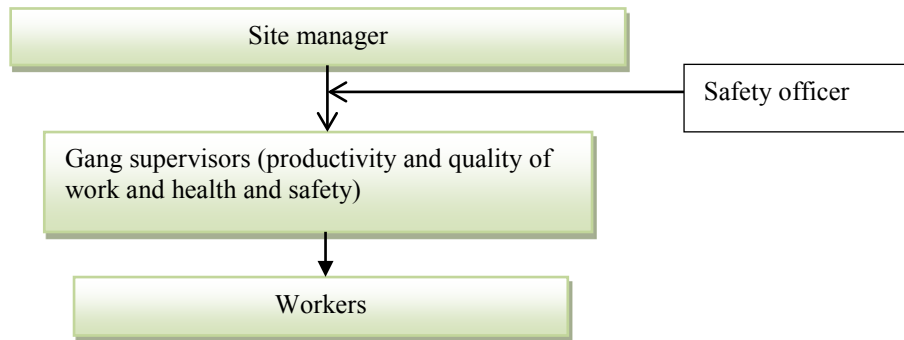 Site manager
Safety officer
Gang supervisors (productivity and quality of
work and health and safety)
Workers